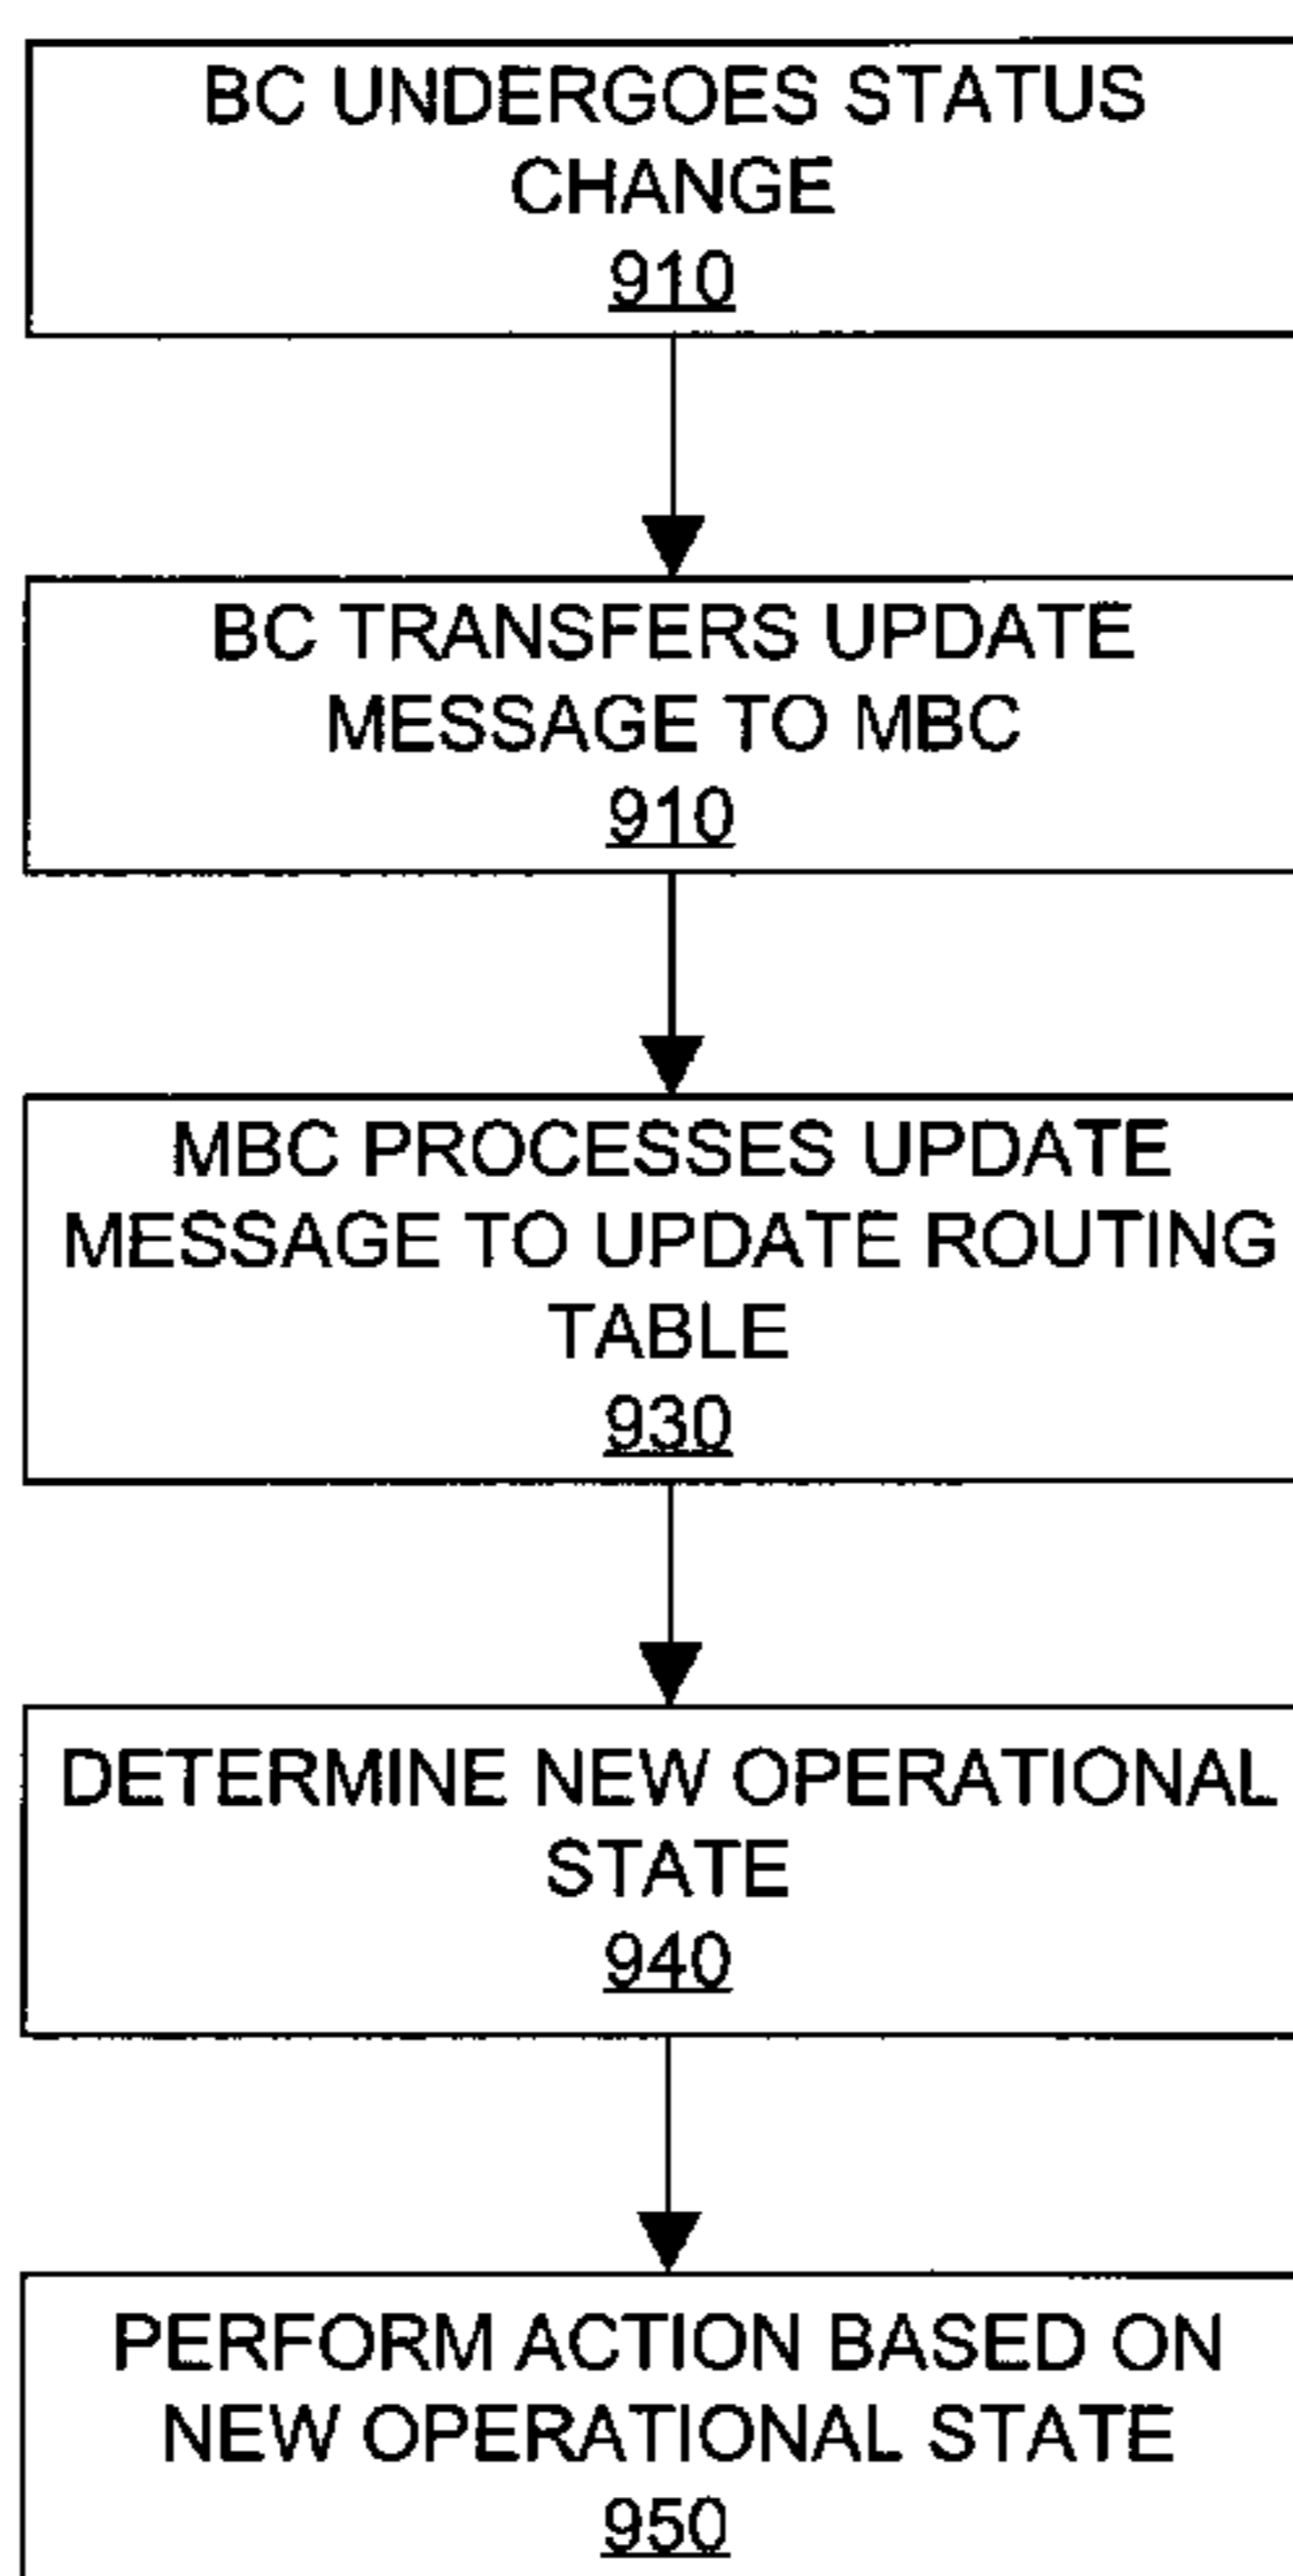 BC UNDERGOES STATUS
CHANGE
910
BC TRANSFERS UPDATE
MESSAGE TO MBC
910
MBC PROCESSES UPDATE
MESSAGE TO UPDATE ROUTING
TABLE
930
DETERMINE NEW OPERATIONAL
STATE
940
PERFORM ACTION BASED ON
NEW OPERATIONAL STATE
950